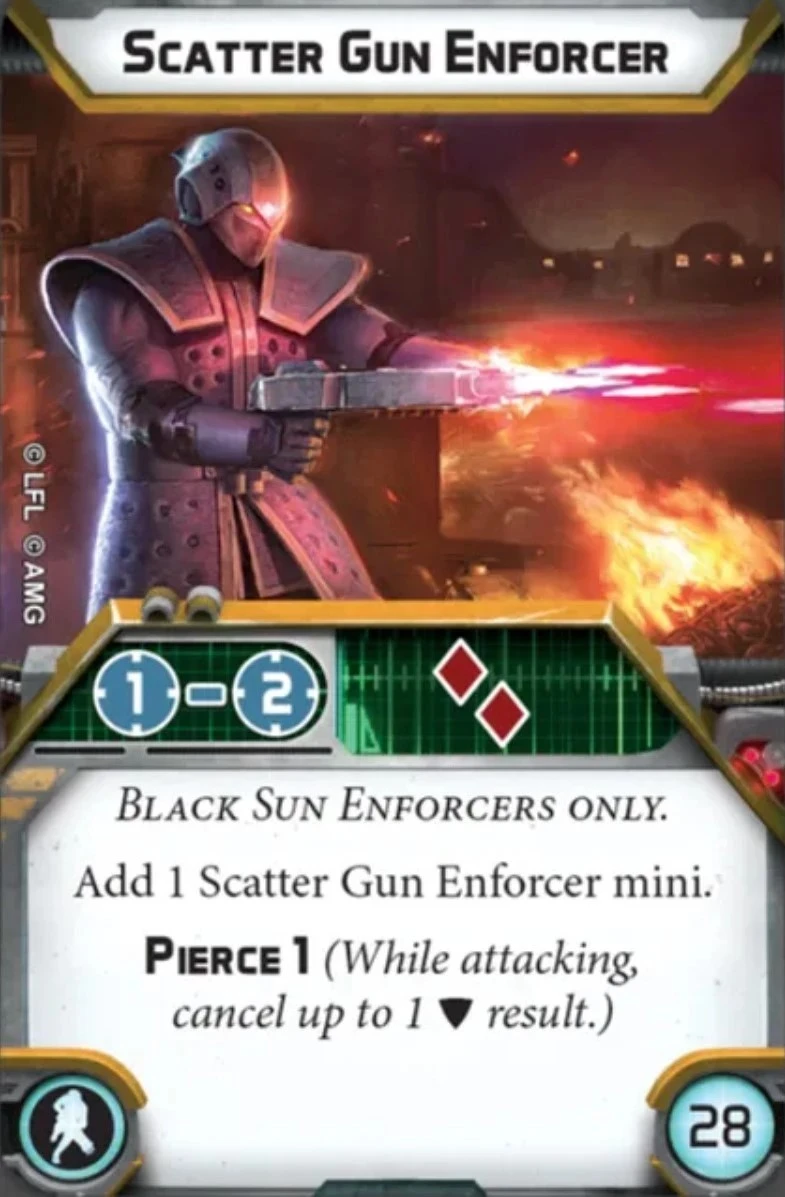 SCATTER GUN ENFORCER
© LFL © AMG
1 - 2
BLACK SUN ENFORCERS ONLY.
Add 1 Scatter Gun Enforcer mini.
PIERCE 1 (While attacking,
cancel up to 1 ▼ result.)
28